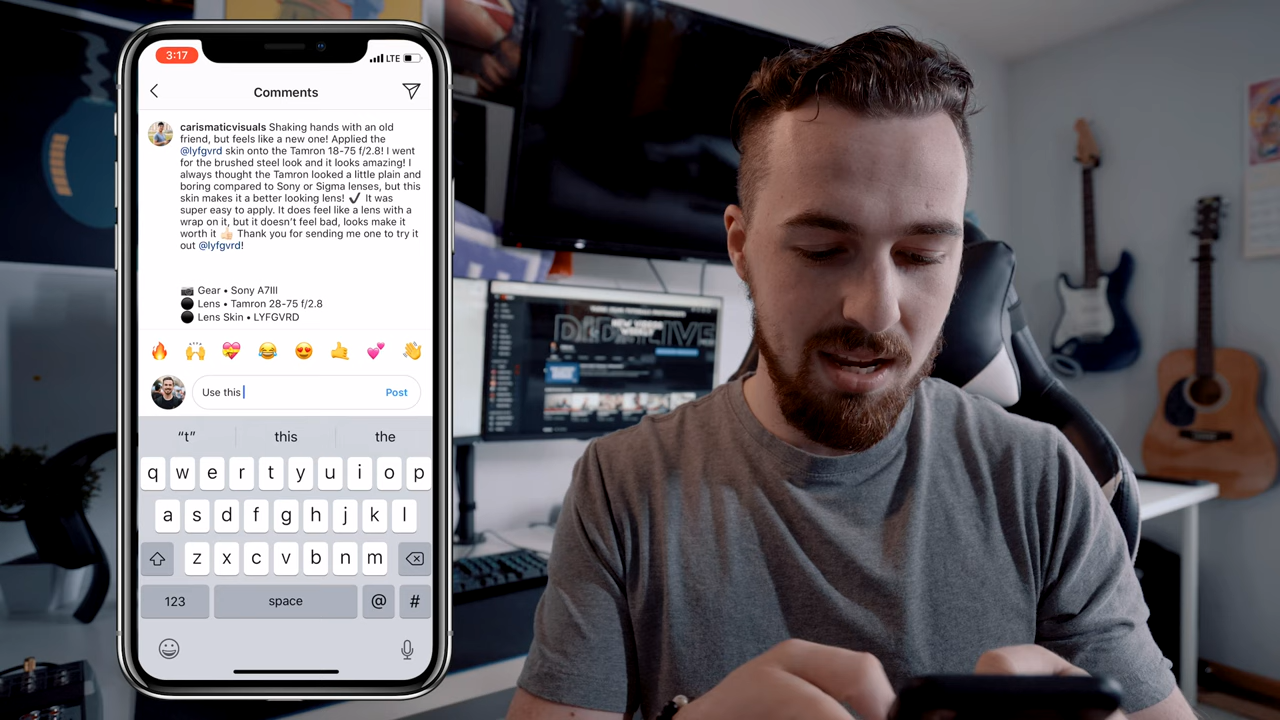 3:17
LTE
Comments
carismaticvisuals Shaking hands with an old
friend, but feels like a new one! Applied the
@lyfgvrd skin onto the Tamron 18-75 f/2.8! I went
for the brushed steel look and it looks amazing! I
always thought the Tamron looked a little plain and
boring compared to Sony or Sigma lenses, but this
skin makes it a better looking lens! ✔️ It was
super easy to apply. It does feel like a lens with a
wrap on it, but it doesn't feel bad, looks make it
worth it 👍🏻 Thank you for sending me one to try it
out @lyfgvrd!
📷 Gear • Sony A7III
⚫ Lens • Tamron 28-75 f/2.8
⚫ Lens Skin • LYFGVRD
🔥 🙌 💝 😂 😍 🤙 💕 👋
Use this
Post
“t” this the
q w e r t y u i o p
a s d f g h j k l
z x c v b n m
123 space @ #
NEW VIDEOS